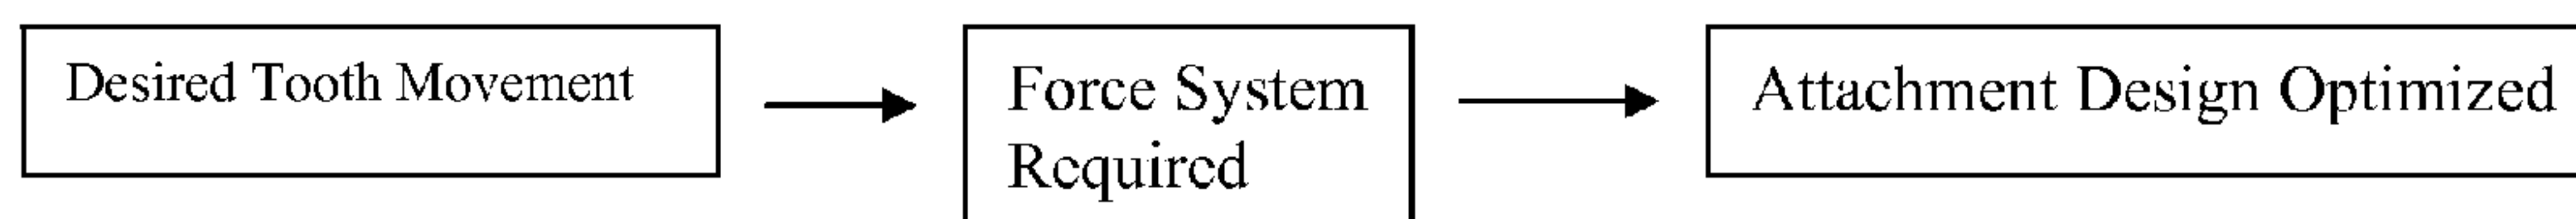 Desired Tooth Movement
Force System
Required
Attachment Design Optimized